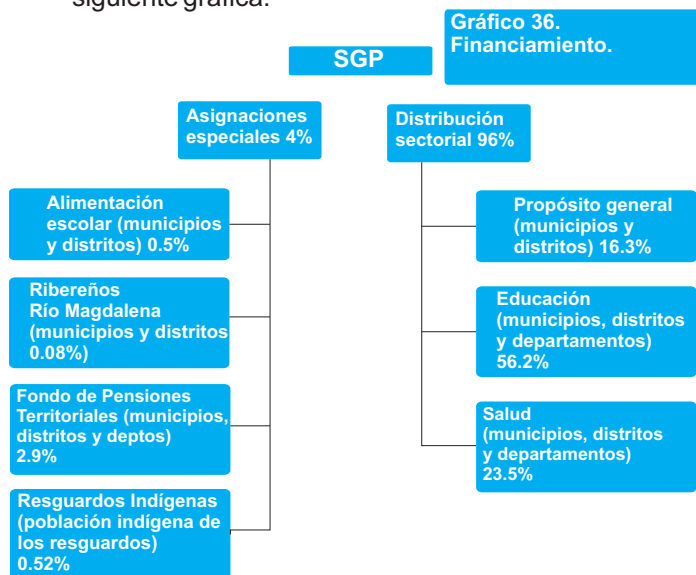 siguiente gráfica.
Gráfico 36.
Financiamiento.
SGP
Asignaciones
especiales 4%
Distribución
sectorial 96%
Alimentación
escolar (municipios
y distritos) 0.5%
Ribereños
Río Magdalena
(municipios y distritos
0.08%)
Fondo de Pensiones
Territoriales (municipios,
distritos y deptos)
2.9%
Resguardos Indígenas
(población indígena de
los resguardos)
0.52%
Propósito general
(municipios y
distritos) 16.3%
Educación
(municipios, distritos
y departamentos)
56.2%
Salud
(municipios, distritos
y departamentos)
23.5%